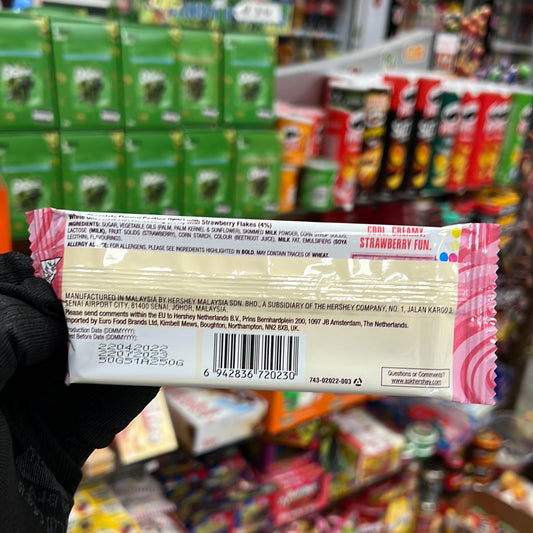 White Chocolate Flavour Coating (96%) with Strawberry Flakes (4%)
INGREDIENTS: SUGAR, VEGETABLE OILS (PALM, PALM KERNEL & SUNFLOWER), SKIMMED MILK POWDER, CORN SYRUP SOLIDS,
LACTOSE (MILK), FRUIT SOLIDS (STRAWBERRY), CORN STARCH, COLOUR (BEETROOT JUICE), MILK FAT, EMULSIFIERS (SOYA
LECITHIN), FLAVOURINGS.
ALLERGY ADVICE: FOR ALLERGENS, PLEASE SEE INGREDIENTS HIGHLIGHTED IN BOLD. MAY CONTAIN TRACES OF WHEAT.
COOL, CREAMY
STRAWBERRY FUN.
MANUFACTURED IN MALAYSIA BY HERSHEY MALAYSIA SDN. BHD., A SUBSIDIARY OF THE HERSHEY COMPANY, NO. 1, JALAN KARGO 3,
SENAI AIRPORT CITY, 81400 SENAI, JOHOR, MALAYSIA.
Please send comments within the EU to Hershey Netherlands B.V., Prins Bernhardplein 200, 1097 JB Amsterdam, The Netherlands.
Imported by Euro Food Brands Ltd, Kimbell Mews, Boughton, Northampton, NN2 8XB, UK.
Production Date (DDMMYYYY):
Best Before Date (DDMMYYYY):
22042022
22072023
50G5TA250G
6 942836 720230
743-02022-003
Questions or Comments?
www.askhershey.com
Pringles